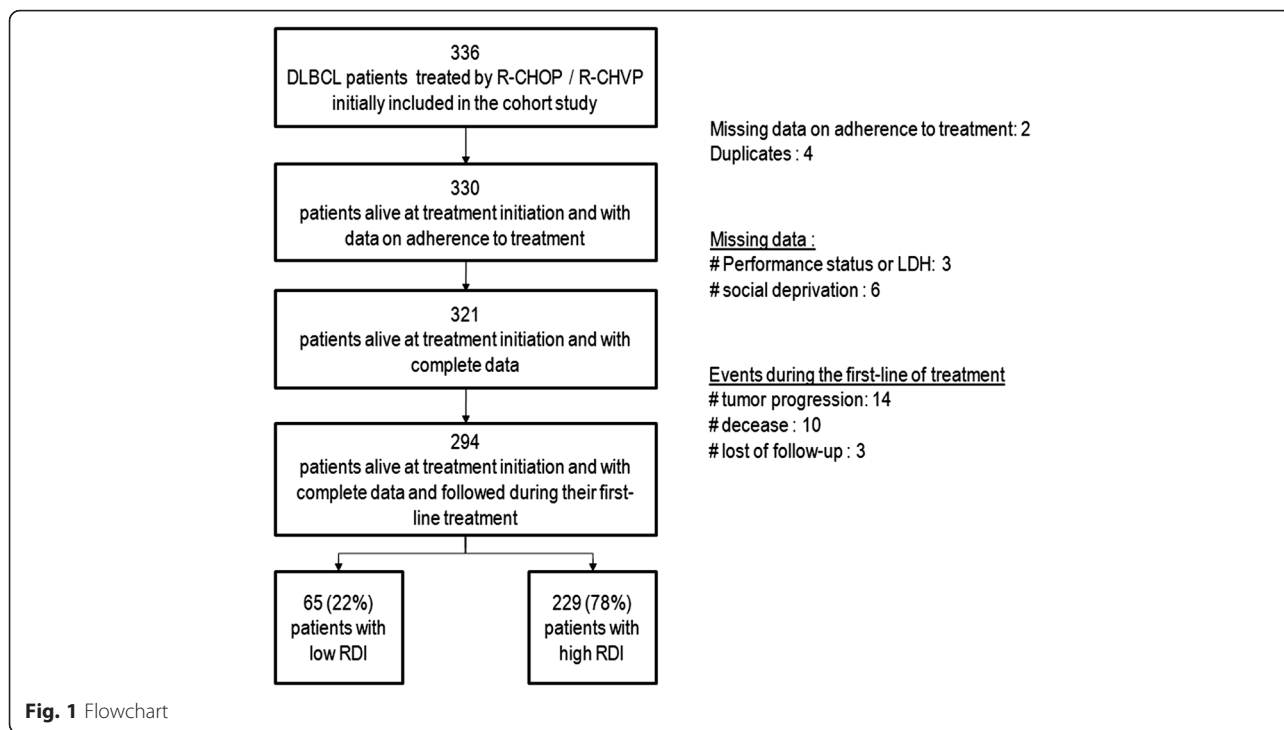 336
DLBCL patients treated by R-CHOP / R-CHVP
initially included in the cohort study
Missing data on adherence to treatment: 2
Duplicates : 4
330
patients alive at treatment initiation and with
data on adherence to treatment
Missing data :
# Performance status or LDH: 3
# social deprivation : 6
321
patients alive at treatment initiation and with
complete data
Events during the first-line of treatment
# tumor progression: 14
# decease : 10
# lost of follow-up : 3
294
patients alive at treatment initiation and with
complete data and followed during their first-
line treatment
65 (22%)
patients with
low RDI
229 (78%)
patients with
high RDI
Fig. 1 Flowchart